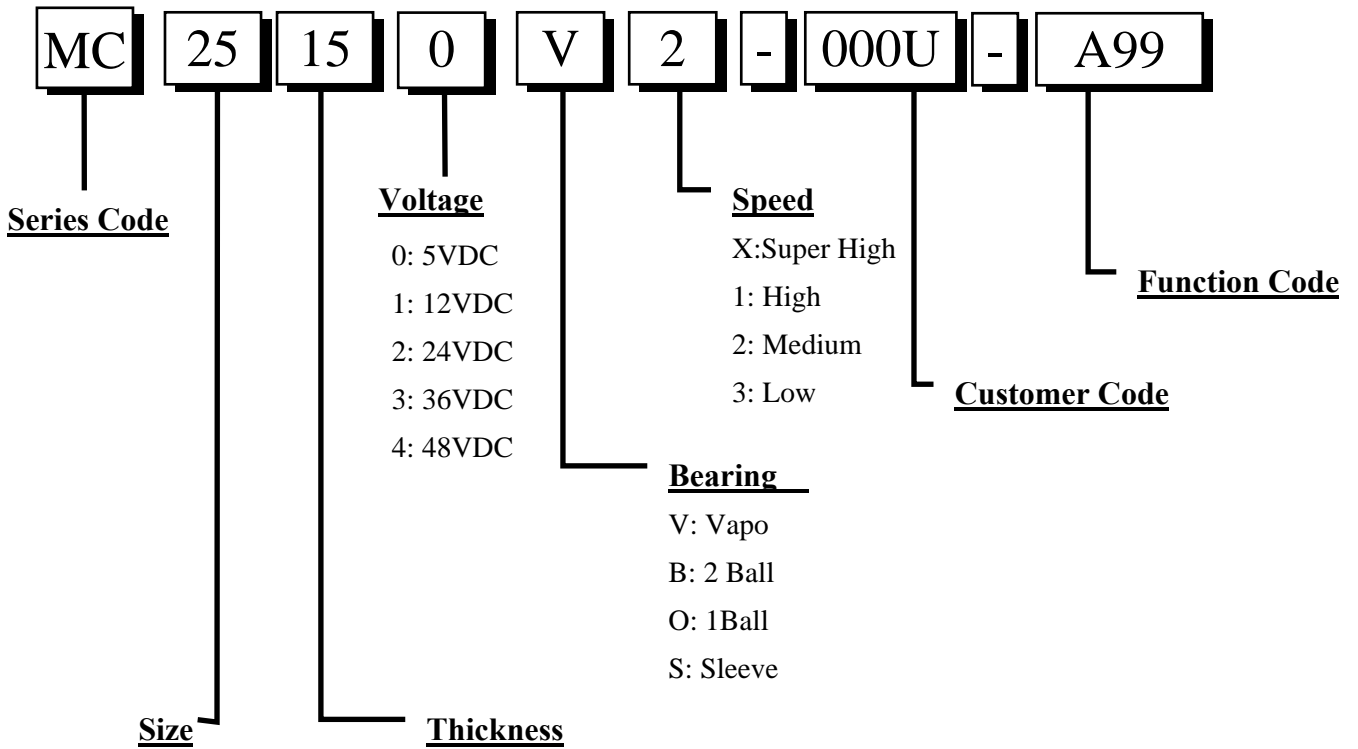 MC 25 15 0 V 2 - 000U - A99
Series Code
Voltage
0: 5VDC
1: 12VDC
2: 24VDC
3: 36VDC
4: 48VDC
Speed
X:Super High
1: High
2: Medium
3: Low
Function Code
Customer Code
Bearing
V: Vapo
B: 2 Ball
O: 1Ball
S: Sleeve
Size
Thickness